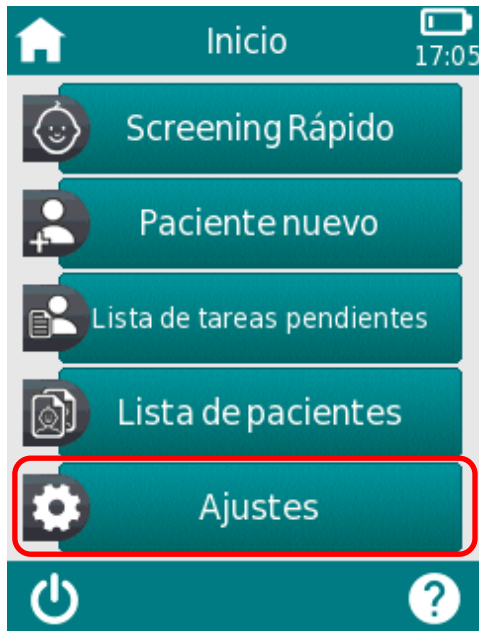 Inicio
17:05
Screening Rápido
Paciente nuevo
Lista de tareas pendientes
Lista de pacientes
Ajustes
?